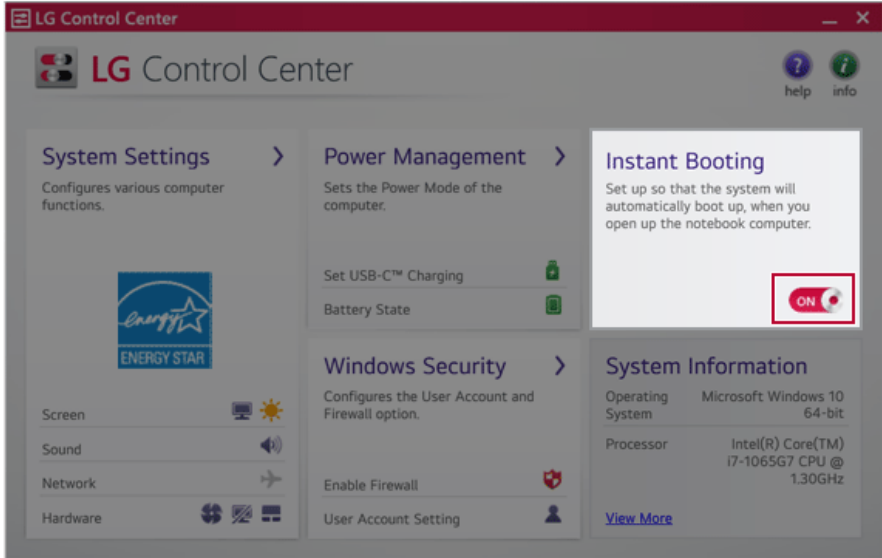 LG Control Center
LG Control Center
help
info
System Settings
Configures various computer
functions.
energy
ENERGY STAR
Screen
Sound
Network
Hardware
Power Management
Sets the Power Mode of the
computer.
Set USB-C™ Charging
Battery State
Instant Booting
Set up so that the system will
automatically boot up, when you
open up the notebook computer.
ON
Windows Security
Configures the User Account and
Firewall option.
Enable Firewall
User Account Setting
System Information
Operating System
Microsoft Windows 10
64-bit
Processor
Intel(R) Core(TM)
i7-1065G7 CPU @
1.30GHz
View More